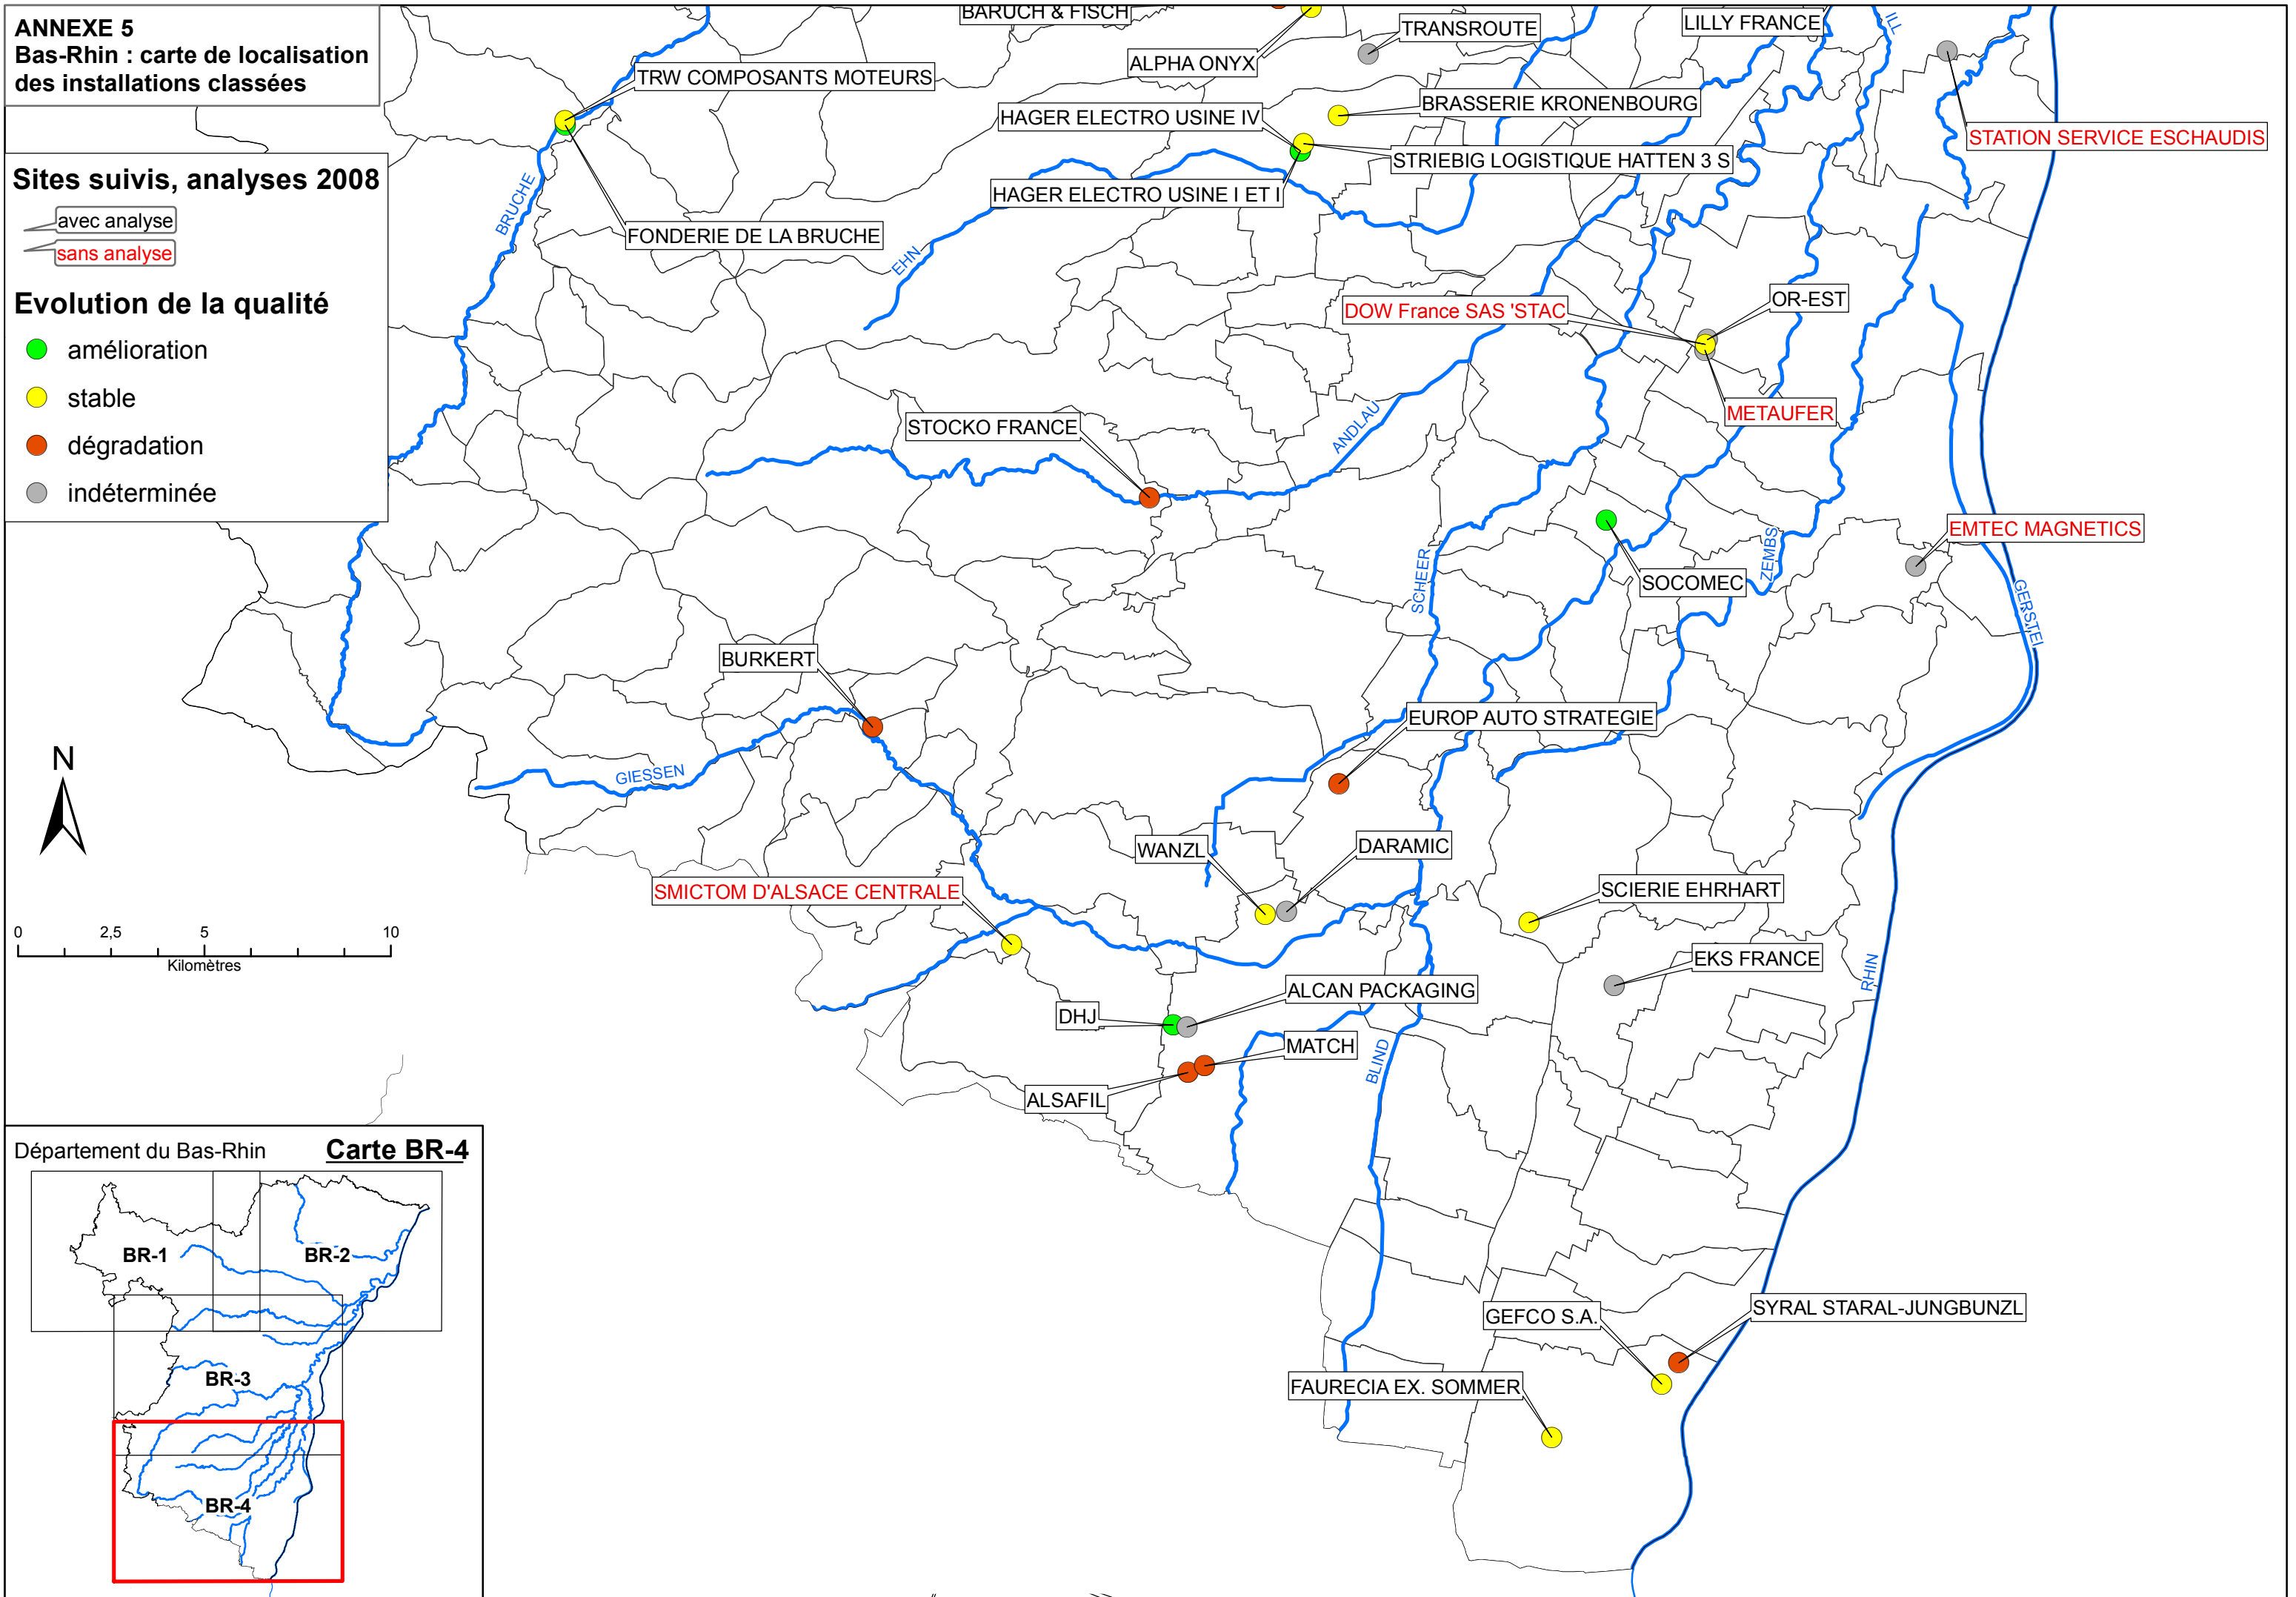 ANNEXE 5
Bas-Rhin : carte de localisation
des installations classées
Sites suivis, analyses 2008
avec analyse
sans analyse
Evolution de la qualité
amélioration
stable
dégradation
indéterminée
BARUCH & FISCH
ALPHA ONYX
TRANSROUTE
LILLY FRANCE
ILL
TRW COMPOSANTS MOTEURS
BRASSERIE KRONENBOURG
HAGER ELECTRO USINE IV
STATION SERVICE ESCHAUDIS
STRIEBIG LOGISTIQUE HATTEN 3 S
HAGER ELECTRO USINE I ET I
BRUCHE
FONDERIE DE LA BRUCHE
EHN
OR-EST
DOW France SAS 'STAC
METAUFER
STOCKO FRANCE
ANDLAU
EMTEC MAGNETICS
SCHEER
SOCOMEC
ZEMBS
GERSTEI
BURKERT
EUROP AUTO STRATEGIE
GIESSEN
N
WANZL
DARAMIC
SMICTOM D'ALSACE CENTRALE
SCIERIE EHRHART
0 2,5 5 10
Kilomètres
EKS FRANCE
RHIN
ALCAN PACKAGING
DHJ
MATCH
BLIND
ALSAFIL
Département du Bas-Rhin Carte BR-4
BR-1
BR-2
BR-3
BR-4
SYRAL STARAL-JUNGBUNZL
GEFCO S.A.
FAURECIA EX. SOMMER